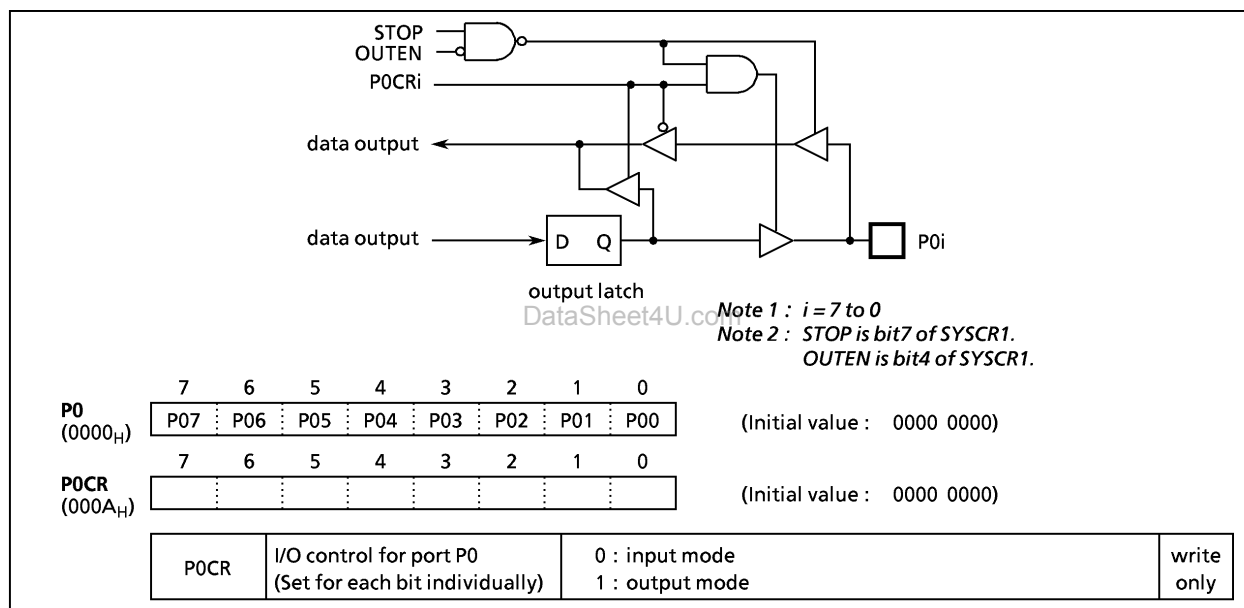 STOP
OUTEN
P0CRi
data output
data output
D Q
P0i
output latch
DataSheet4U.com
Note 1 : i = 7 to 0
Note 2 : STOP is bit7 of SYSCR1.
OUTEN is bit4 of SYSCR1.
7 6 5 4 3 2 1 0
P0 (0000H) P07 P06 P05 P04 P03 P02 P01 P00 (Initial value : 0000 0000)
7 6 5 4 3 2 1 0
P0CR (000AH) (Initial value : 0000 0000)
P0CR
I/O control for port P0
(Set for each bit individually)
0 : input mode
1 : output mode
write
only